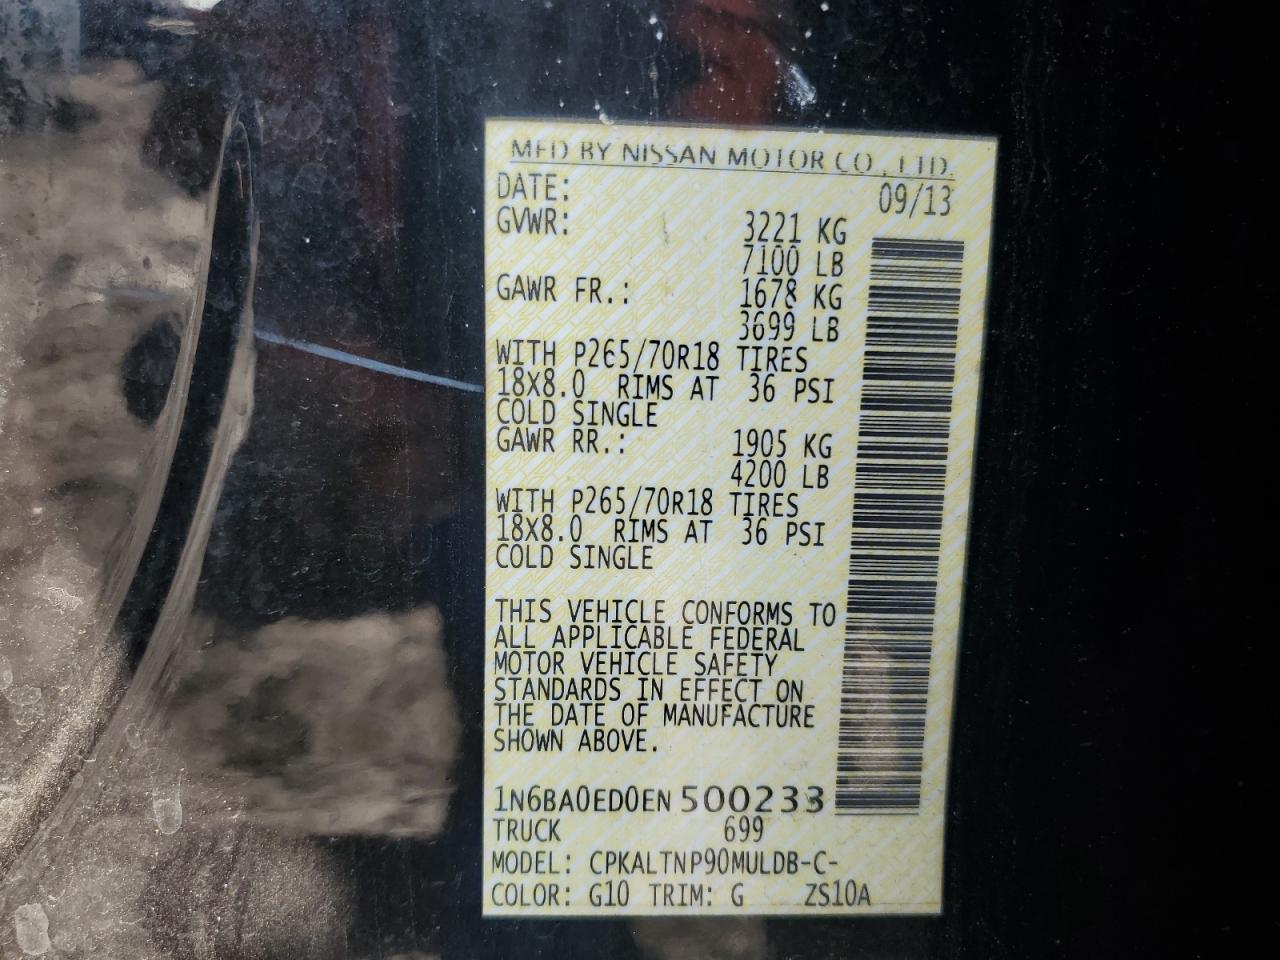 MFD BY NISSAN MOTOR CO., LTD.
DATE: 09/13
GVWR: 3221 KG
7100 LB
GAWR FR.: 1678 KG
3699 LB
WITH P265/70R18 TIRES
18X8.0 RIMS AT 36 PSI
COLD SINGLE
GAWR RR.: 1905 KG
4200 LB
WITH P265/70R18 TIRES
18X8.0 RIMS AT 36 PSI
COLD SINGLE
THIS VEHICLE CONFORMS TO
ALL APPLICABLE FEDERAL
MOTOR VEHICLE SAFETY
STANDARDS IN EFFECT ON
THE DATE OF MANUFACTURE
SHOWN ABOVE.
1N6BA0ED0EN500233
TRUCK 699
MODEL: CPKALTNP90MULDB-C-
COLOR: G10 TRIM: G ZS10A